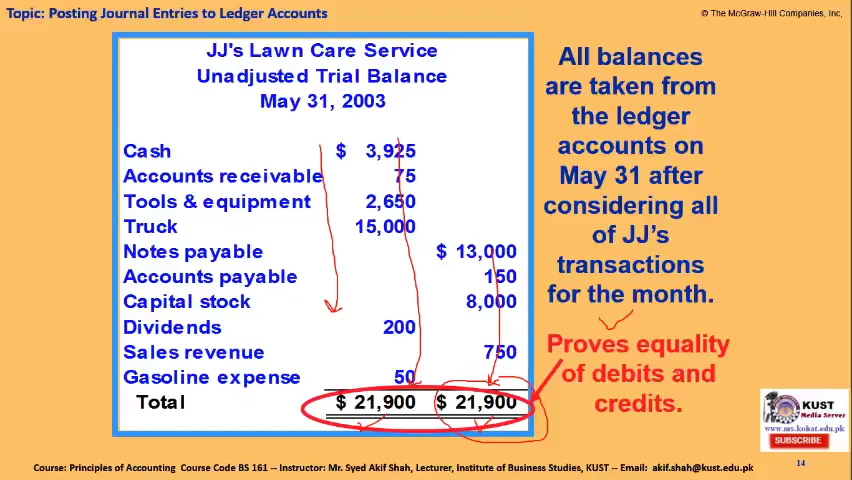 Topic: Posting Journal Entries to Ledger Accounts
© The McGraw-Hill Companies, Inc,
JJ's Lawn Care Service
Unadjusted Trial Balance
May 31, 2003
Cash $ 3,925
Accounts receivable 75
Tools & equipment 2,650
Truck 15,000
Notes payable $ 13,000
Accounts payable 150
Capital stock 8,000
Dividends 200
Sales revenue 750
Gasoline expense 50
Total $ 21,900 $ 21,900
All balances
are taken from
the ledger
accounts on
May 31 after
considering all
of JJ's
transactions
for the month.
Proves equality
of debits and
credits.
KUST
Media Server
www.ms.kohat.edu.pk
SUBSCRIBE
14
Course: Principles of Accounting Course Code BS 161 -- Instructor: Mr. Syed Akif Shah, Lecturer, Institute of Business Studies, KUST -- Email: akif.shah@kust.edu.pk